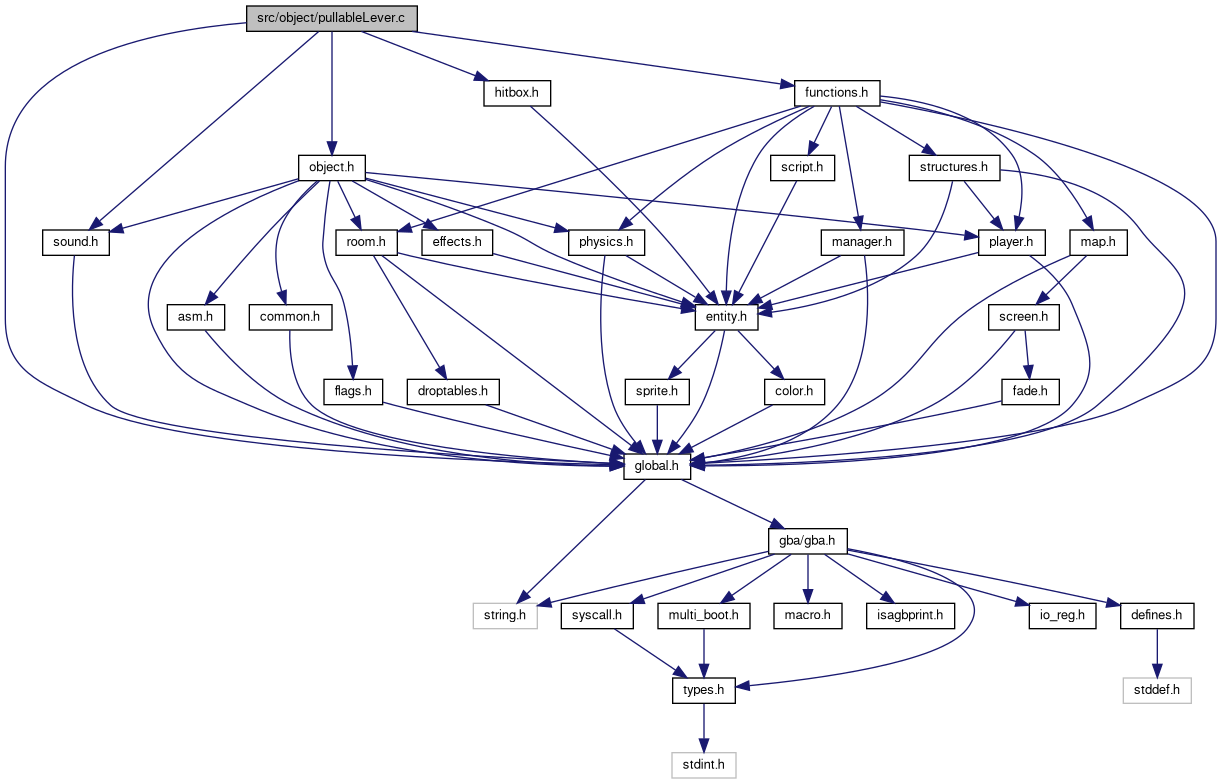 src/object/pullableLever.c
hitbox.h
functions.h
object.h
script.h
structures.h
sound.h
room.h
effects.h
physics.h
manager.h
player.h
map.h
asm.h
common.h
entity.h
screen.h
flags.h
droptables.h
sprite.h
color.h
fade.h
global.h
gba/gba.h
string.h
syscall.h
multi_boot.h
macro.h
isagbprint.h
io_reg.h
defines.h
types.h
stddef.h
stdint.h